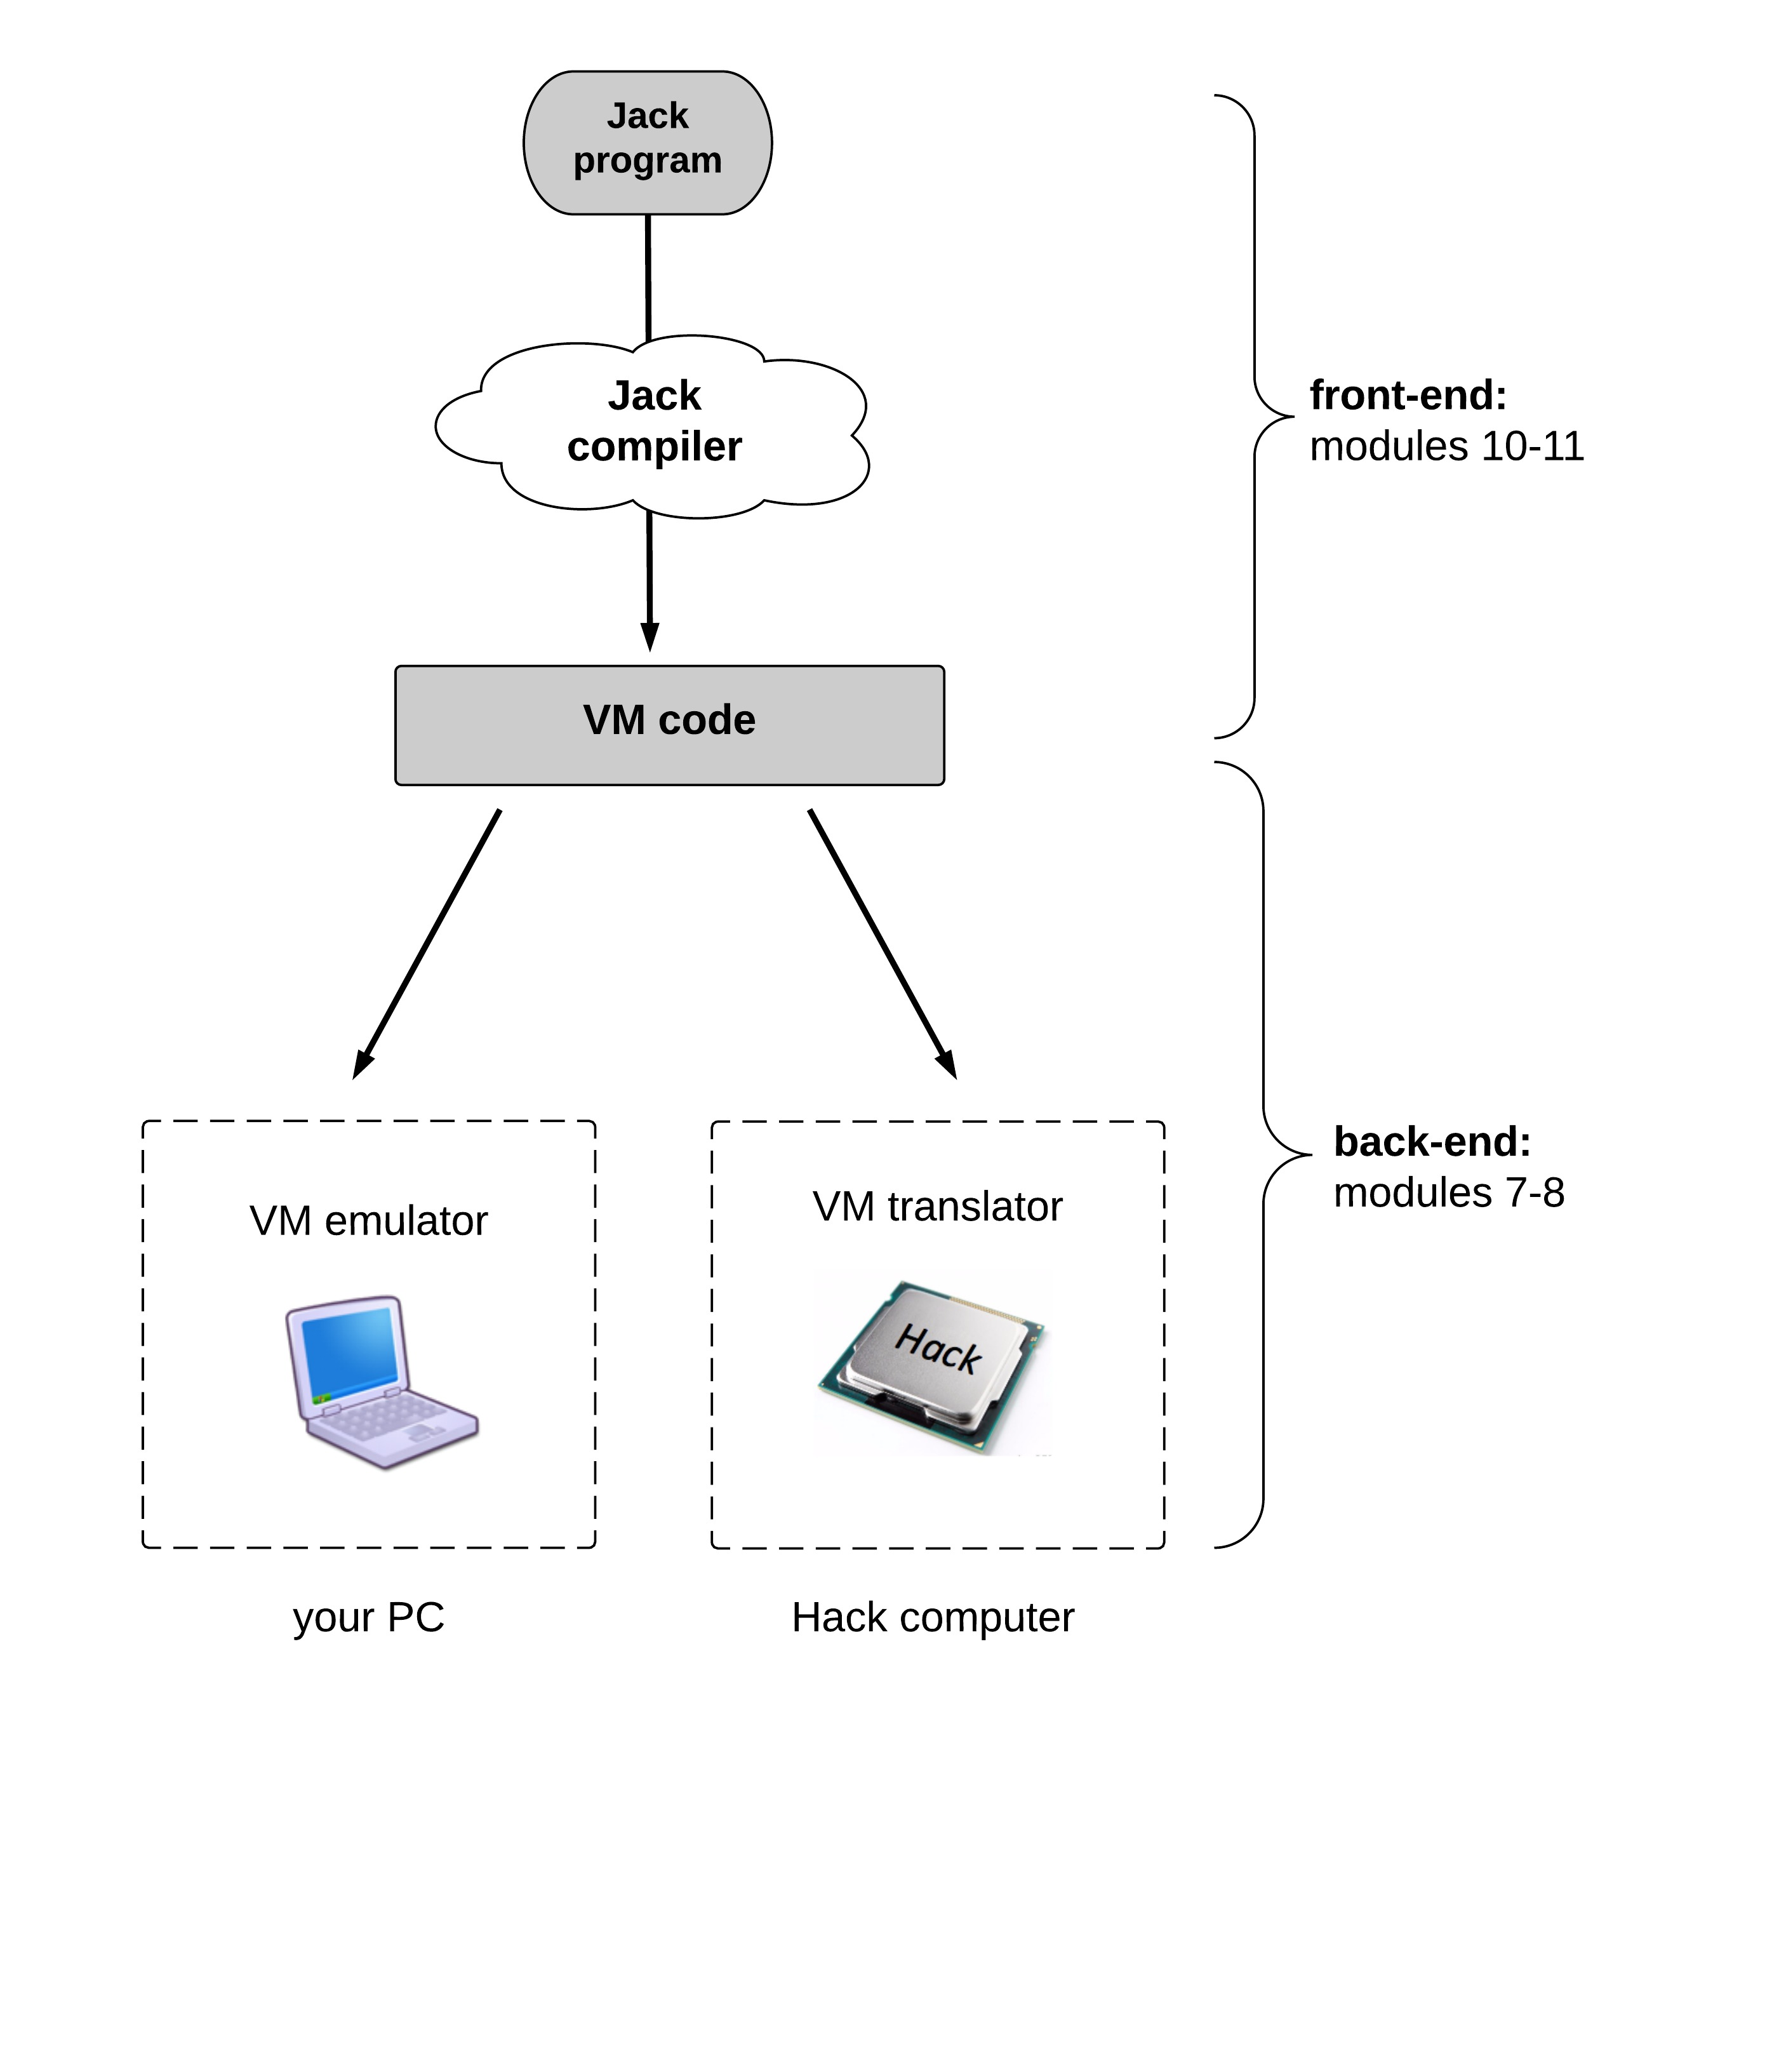 Jack
program
Jack
compiler
front-end:
modules 10-11
VM code
back-end:
modules 7-8
VM emulator
VM translator
Hack
your PC
Hack computer